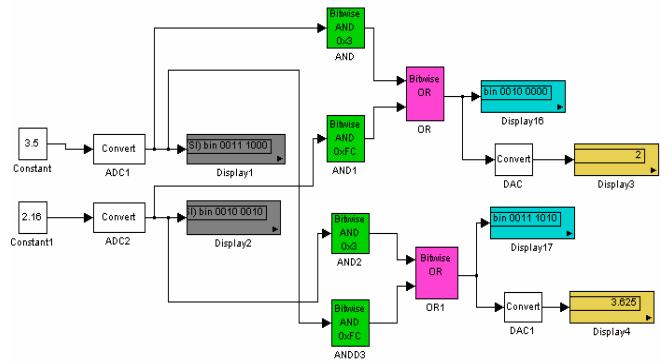 Bitwise
AND
0x3
AND
Bitwise
OR
OR
bin 0010 0000
Display16
3.5
Constant
Convert
ADC1
SI) bin 0011 1000
Display1
Bitwise
AND
0xFC
AND1
Convert
DAC
2
Display3
2.16
Constant1
Convert
ADC2
I) bin 0010 0010
Display2
Bitwise
AND
0x3
AND2
Bitwise
OR
OR1
bin 0011 1010
Display17
Bitwise
AND
0xFC
ANDD3
Convert
DAC1
3.625
Display4